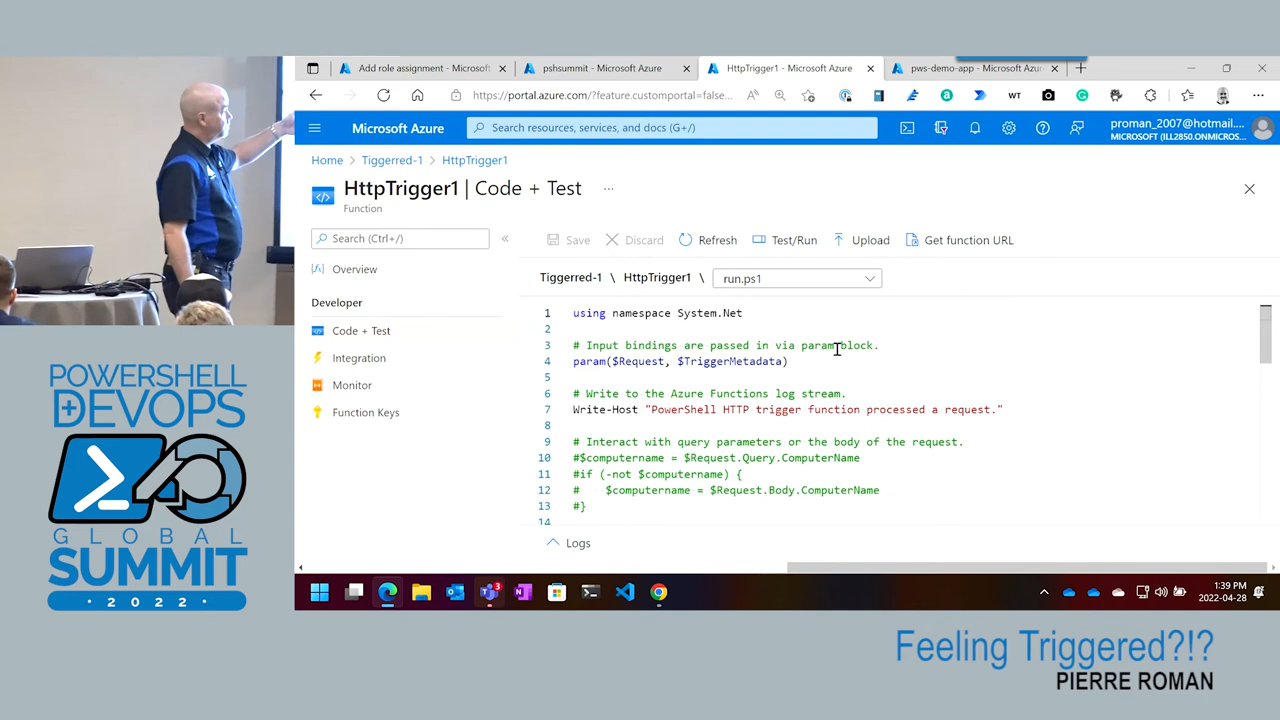 Add role assignment - Microsoft
pshsummit - Microsoft Azure
HttpTrigger1 - Microsoft Azure
pws-demo-app - Microsoft Azure
https://portal.azure.com/?feature.customportal=false...
WT
Microsoft Azure
Search resources, services, and docs (G+/)
proman_2007@hotmail....
MICROSOFT (ILL2850.ONMICROS...
Home > Tiggerred-1 > HttpTrigger1
HttpTrigger1 | Code + Test ...
Function
Search (Ctrl+/)
«
Save
Discard
Refresh
Test/Run
Upload
Get function URL
Overview
Developer
Code + Test
Integration
Monitor
Function Keys
Tiggerred-1 \ HttpTrigger1 \ run.ps1
1 using namespace System.Net
2
3 # Input bindings are passed in via param block.
4 param($Request, $TriggerMetadata)
5
6 # Write to the Azure Functions log stream.
7 Write-Host "PowerShell HTTP trigger function processed a request."
8
9 # Interact with query parameters or the body of the request.
10 #$computername = $Request.Query.ComputerName
11 #if (-not $computername) {
12 #    $computername = $Request.Body.ComputerName
13 #}
14
Logs
3
1:39 PM
2022-04-28
POWERSHELL
+DEVOPS
GLOBAL
SUMMIT
· 2022 ·
Feeling Triggered?!?
PIERRE ROMAN